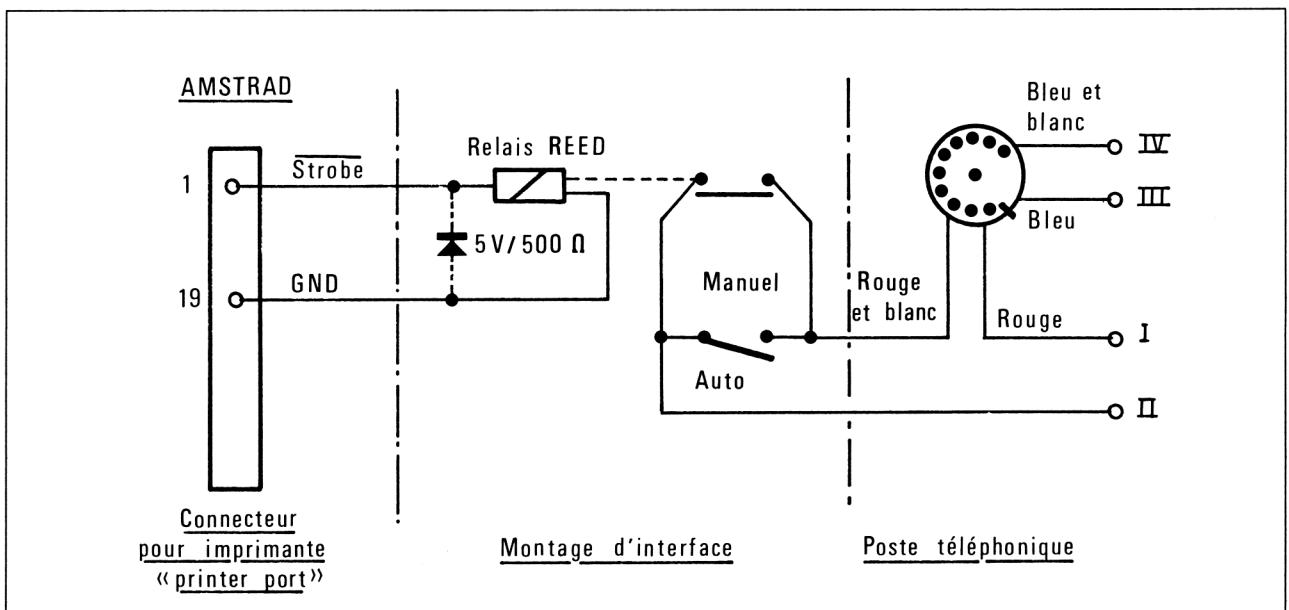 AMSTRAD
1
Strobe
19
GND
Connecteur
pour imprimante
« printer port »
Relais REED
5V/500 Ω
Manuel
Auto
Montage d'interface
Bleu et
blanc
IV
III
Bleu
Rouge
et blanc
Rouge
I
II
Poste téléphonique